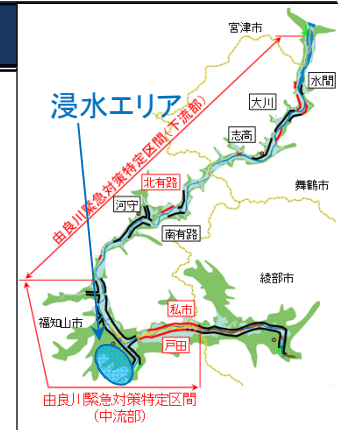 宮津市
水間
大川
浸水エリア
志高
由良川緊急対策特定区間(下流部)
北有路
舞鶴市
河守
南有路
綾部市
福知山市
私市
戸田
由良川緊急対策特定区間
(中流部)